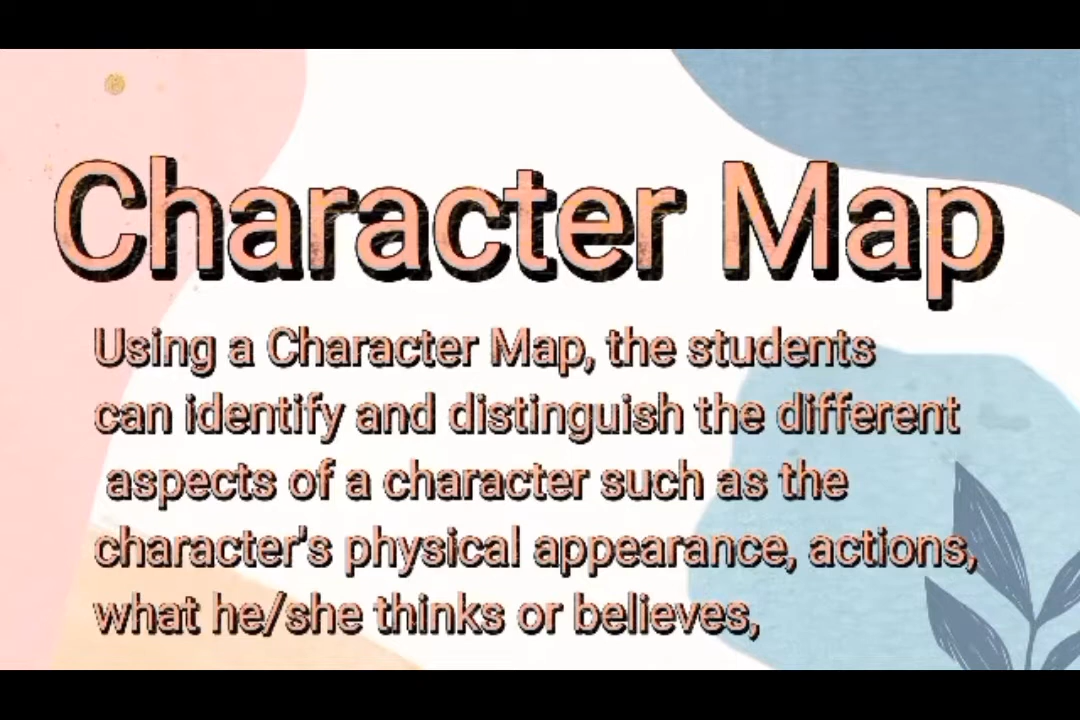 Character Map
Using a Character Map, the students
can identify and distinguish the different
aspects of a character such as the
character's physical appearance, actions,
what he/she thinks or believes,